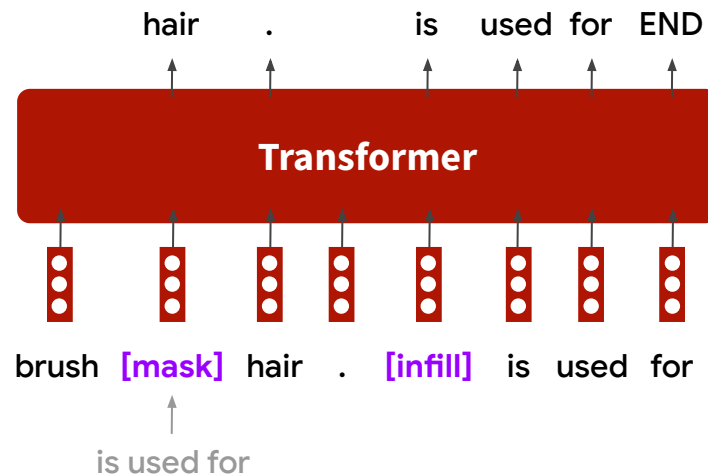 hair . is used for END
Transformer
brush [mask] hair . [infill] is used for
is used for